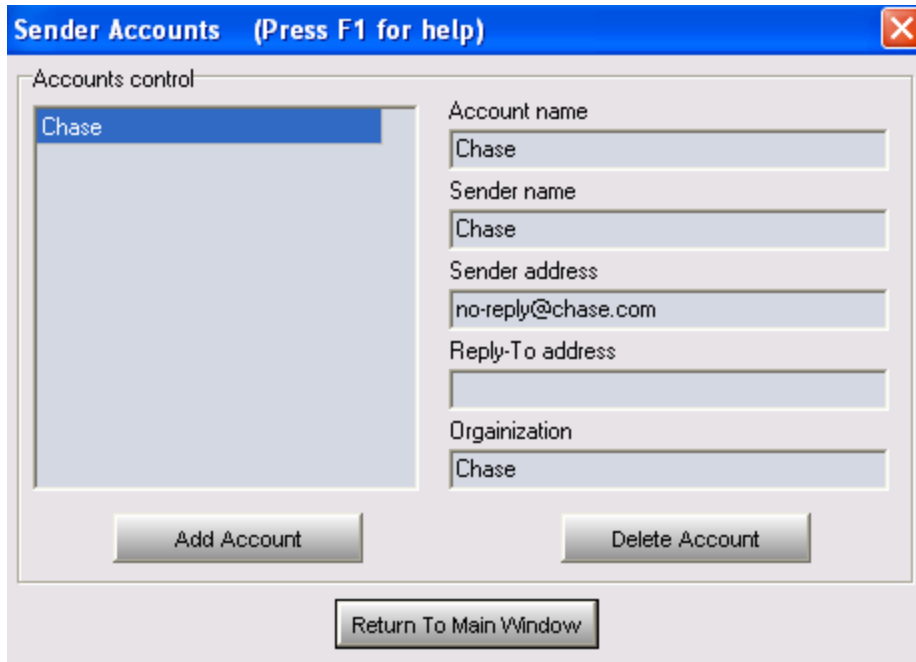 Sender Accounts (Press F1 for help)
Accounts control
Chase
Account name
Chase
Sender name
Chase
Sender address
no-reply@chase.com
Reply-To address
Orgainization
Chase
Add Account
Delete Account
Return To Main Window